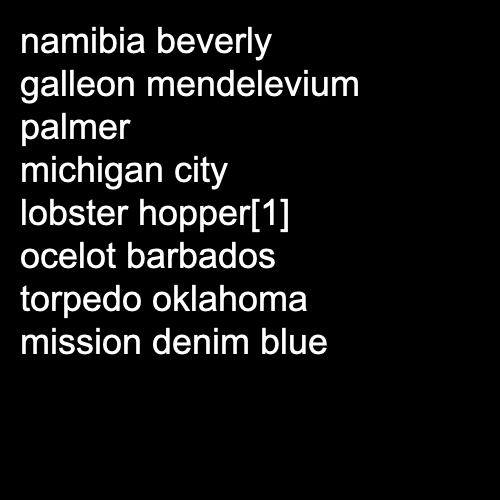 namibia beverly
galleon mendelevium
palmer
michigan city
lobster hopper[1]
ocelot barbados
torpedo oklahoma
mission denim blue